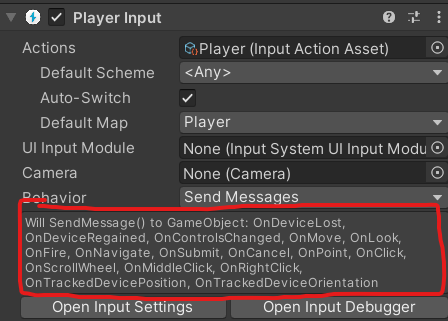 Player Input
Actions
Player (Input Action Asset)
Default Scheme
<Any>
Auto-Switch
Default Map
Player
UI Input Module
None (Input System UI Input Modu
Camera
None (Camera)
Behavior
Send Messages
Will SendMessage() to GameObject: OnDeviceLost,
OnDeviceRegained, OnControlsChanged, OnMove, OnLook,
OnFire, OnNavigate, OnSubmit, OnCancel, OnPoint, OnClick,
OnScrollWheel, OnMiddleClick, OnRightClick,
OnTrackedDevicePosition, OnTrackedDeviceOrientation
Open Input Settings
Open Input Debugger